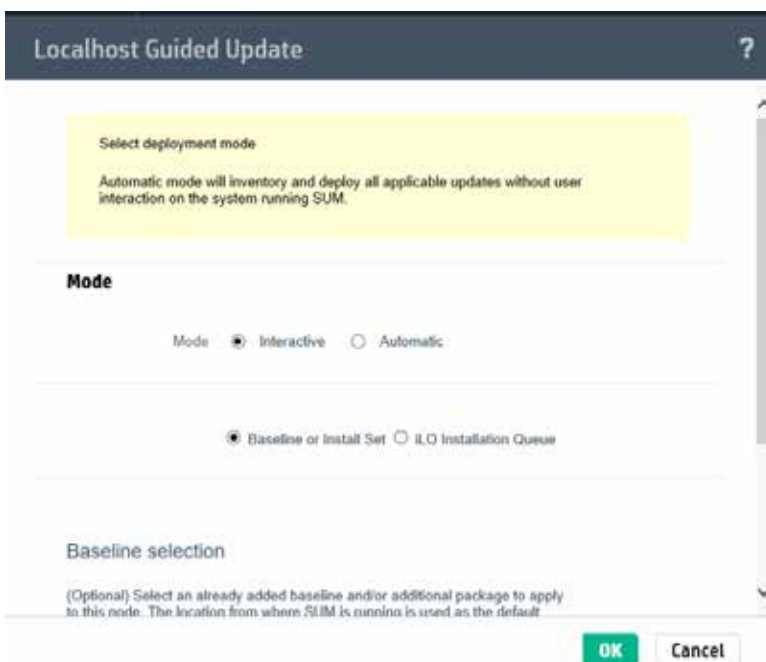 Localhost Guided Update ?
Select deployment mode
Automatic mode will inventory and deploy all applicable updates without user
interaction on the system running SUM.
Mode
Mode Interactive Automatic
Baseline or Install Set iLO Installation Queue
Baseline selection
(Optional) Select an already added baseline and/or additional package to apply
to this node. The location from where SUM is running is used as the default
OK Cancel